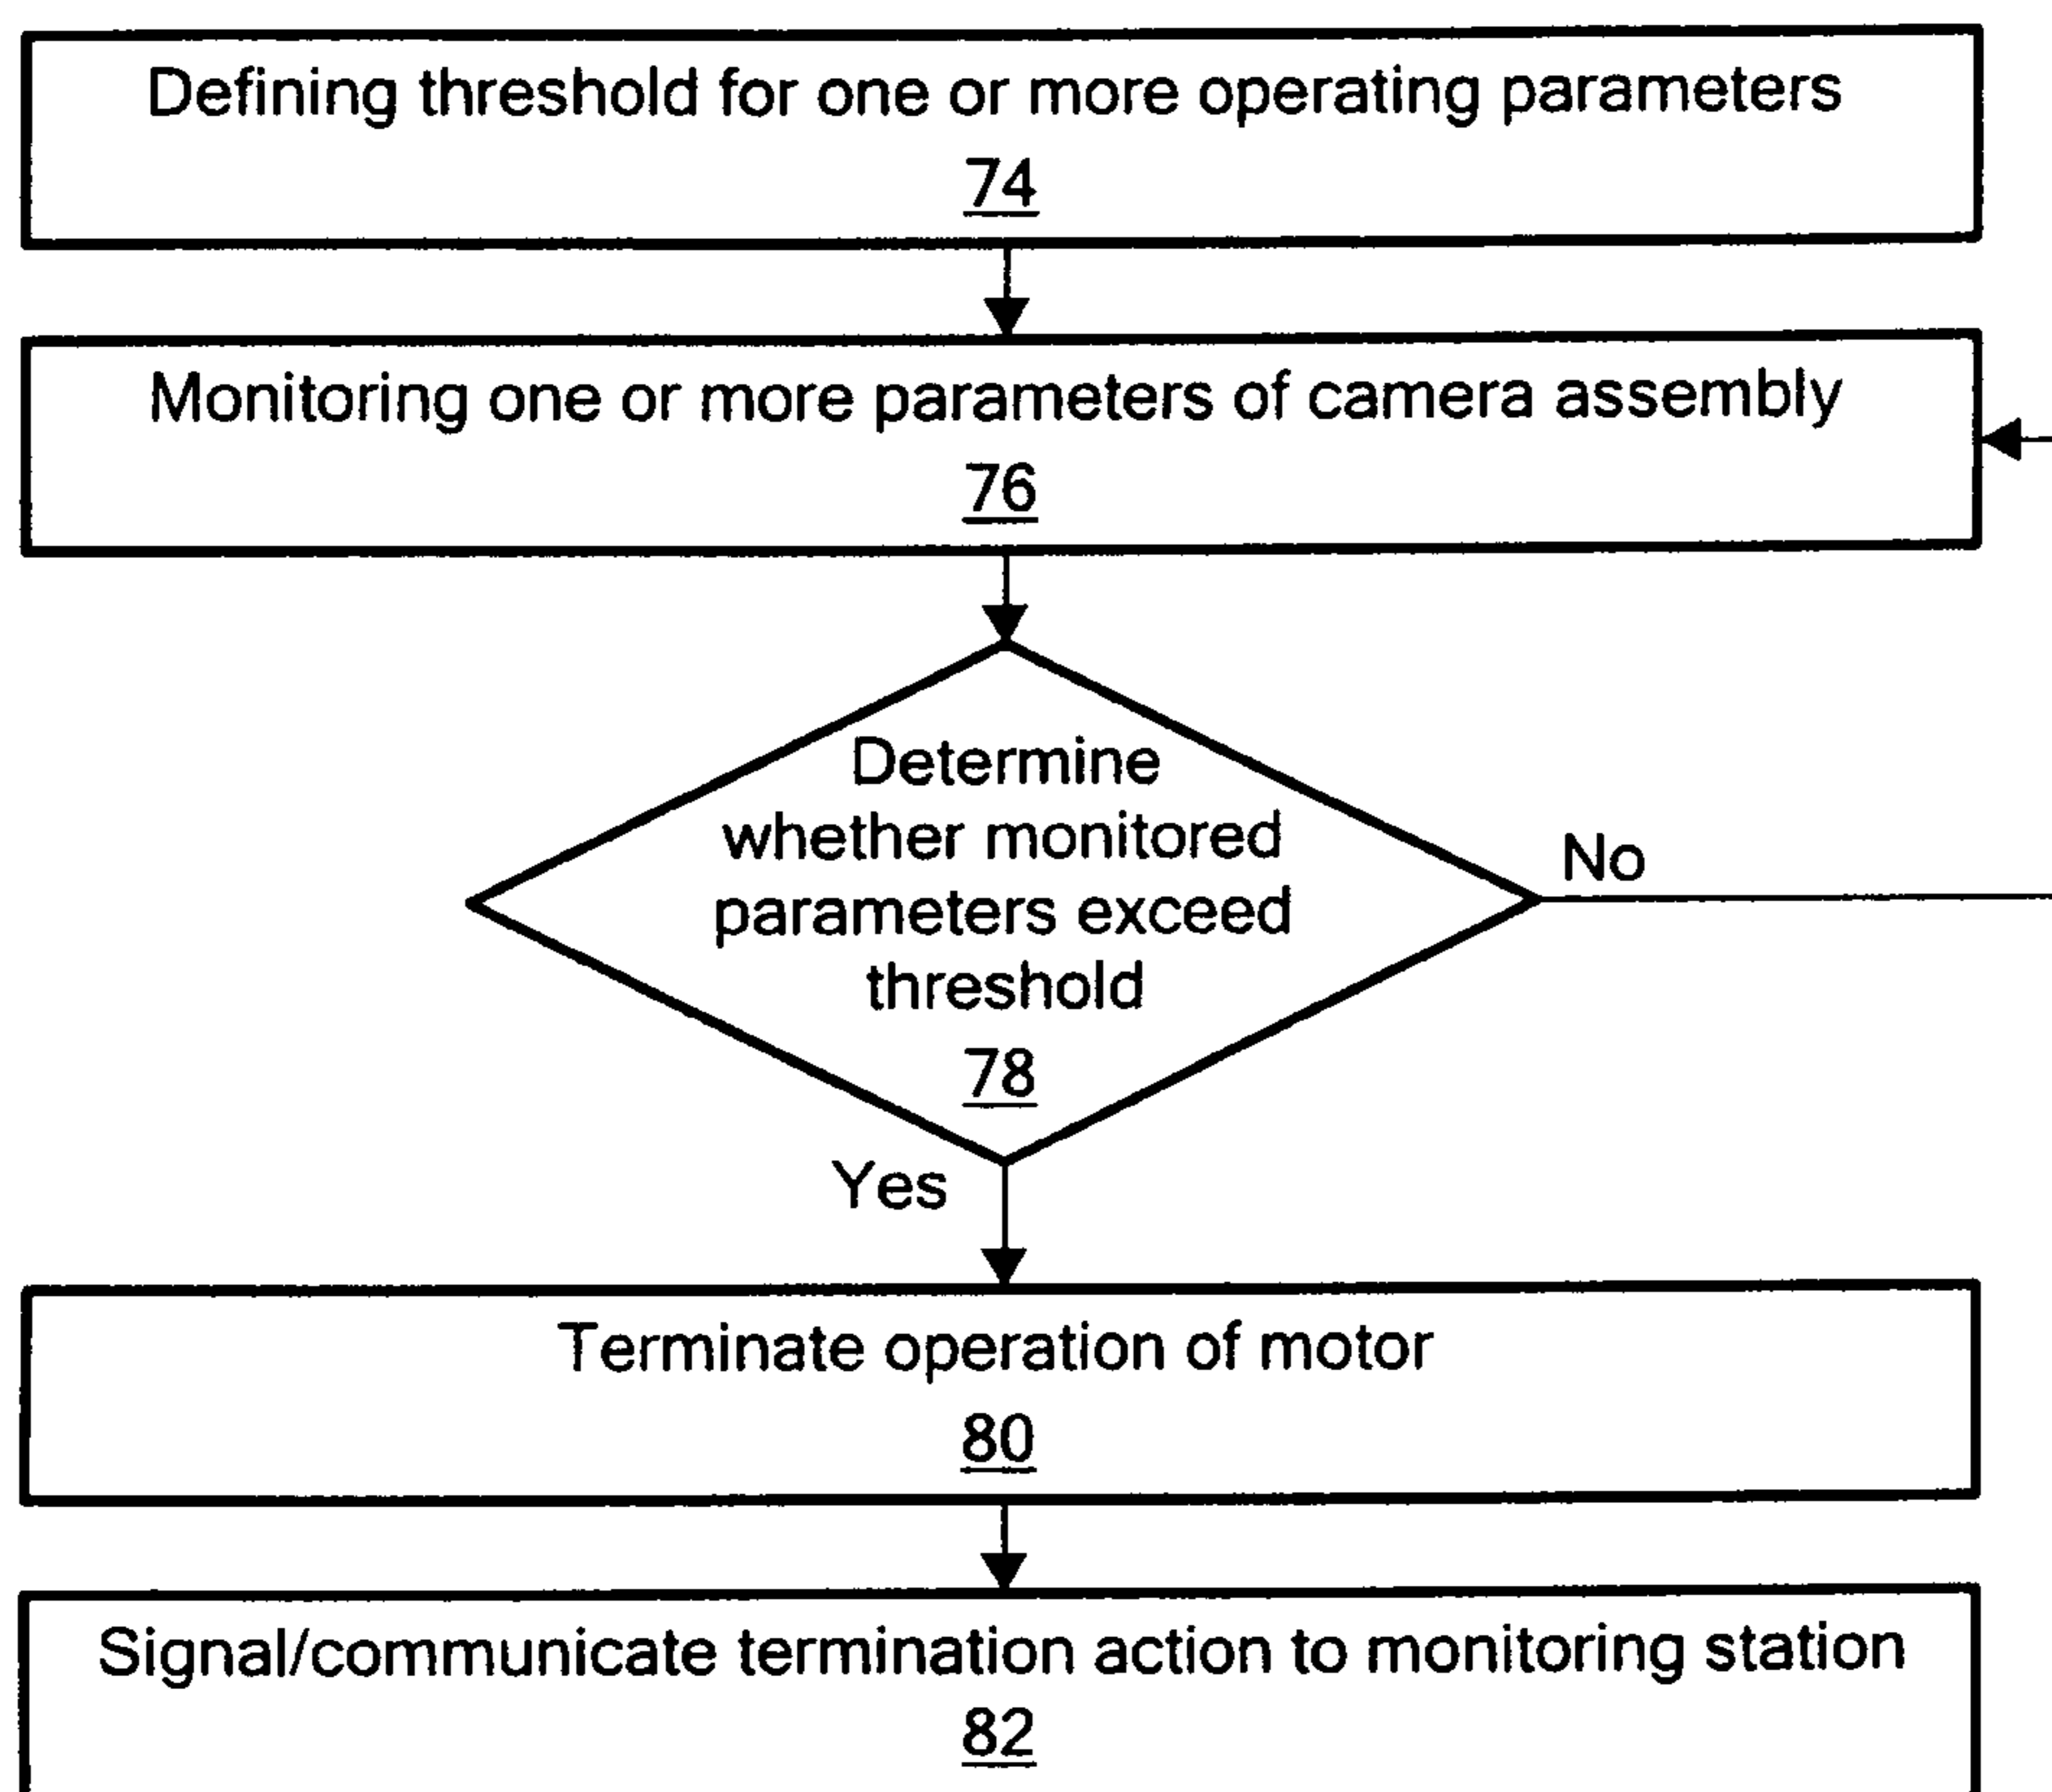 Defining threshold for one or more operating parameters
74
Monitoring one or more parameters of camera assembly
76
Determine
whether monitored
parameters exceed
threshold
78
No
Yes
Terminate operation of motor
80
Signal/communicate termination action to monitoring station
82